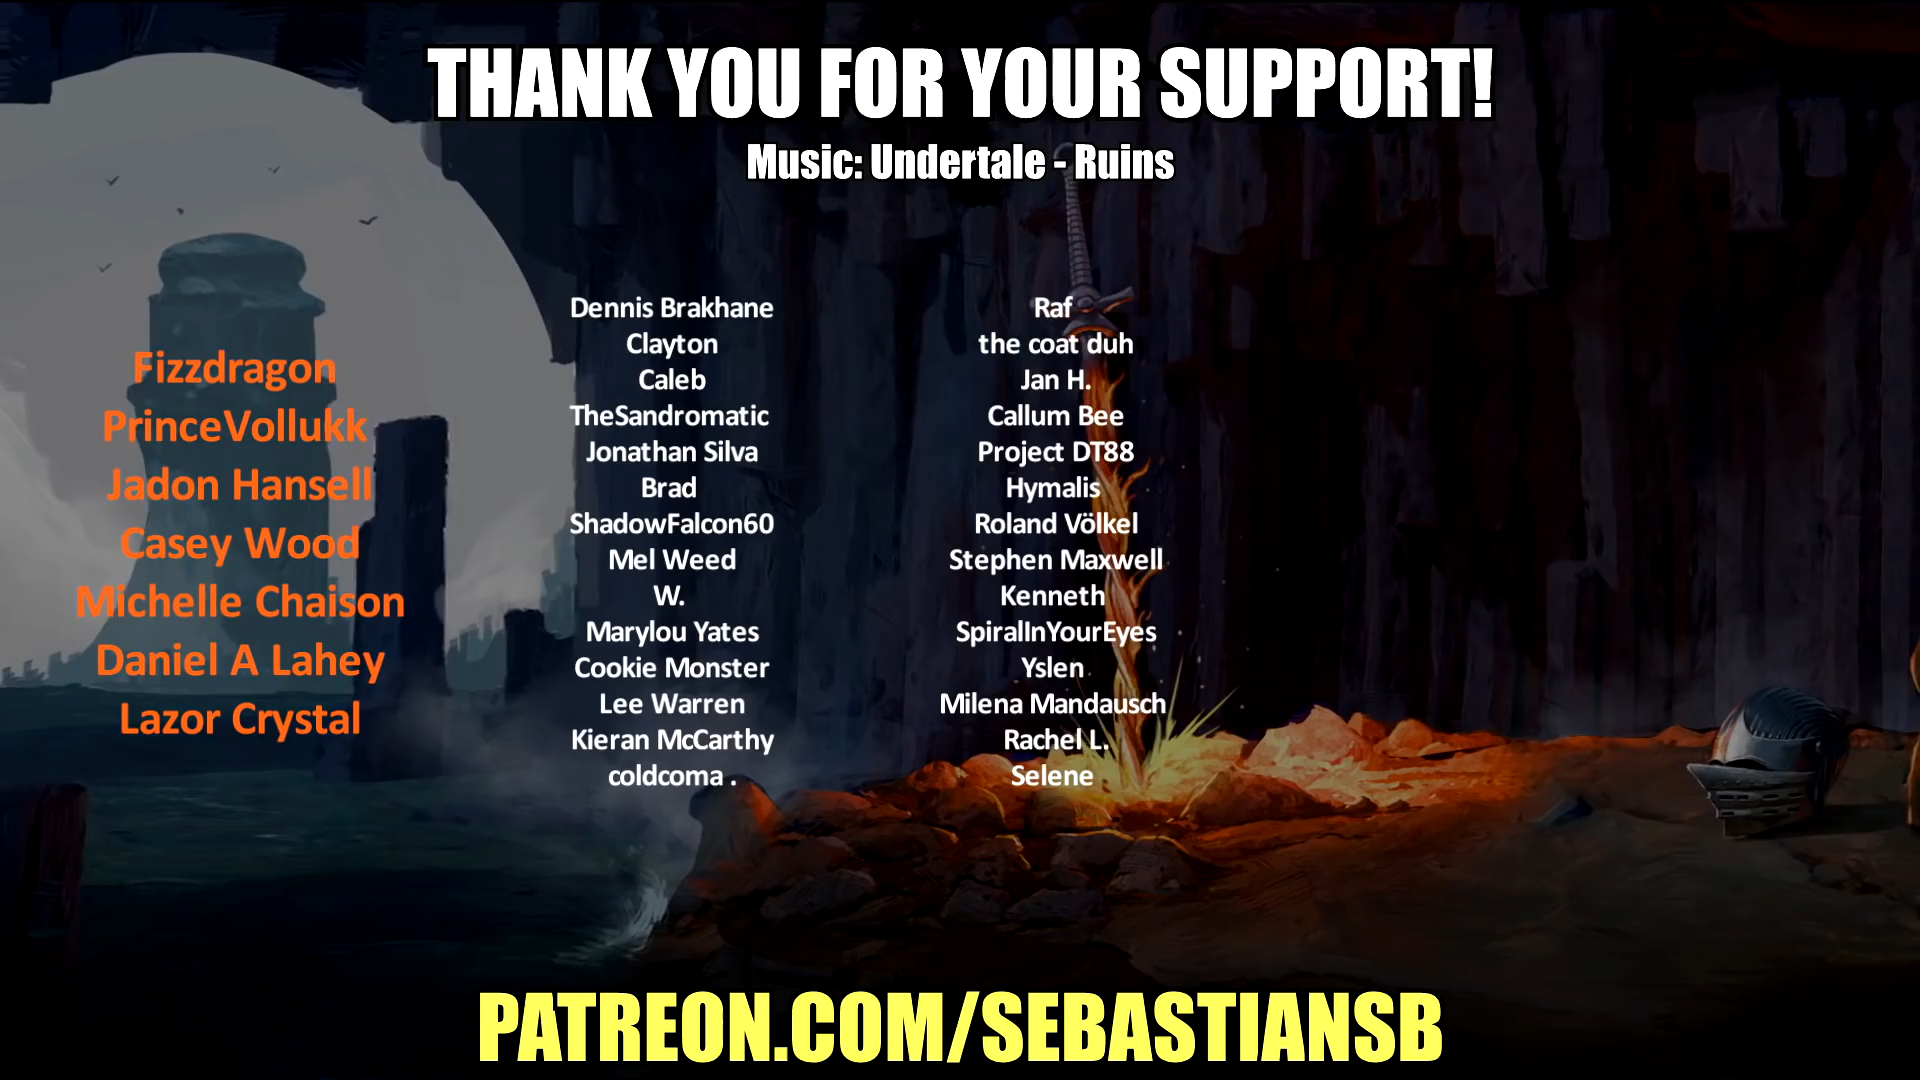 THANK YOU FOR YOUR SUPPORT!
Music: Undertale - Ruins
Fizzdragon
PrinceVollukk
Jadon Hansell
Casey Wood
Michelle Chaison
Daniel A Lahey
Lazor Crystal
Dennis Brakhane
Clayton
Caleb
TheSandromatic
Jonathan Silva
Brad
ShadowFalcon60
Mel Weed
W.
Marylou Yates
Cookie Monster
Lee Warren
Kieran McCarthy
coldcoma .
Raf
the coat duh
Jan H.
Callum Bee
Project DT88
Hymalis
Roland Völkel
Stephen Maxwell
Kenneth
SpiralInYourEyes
Yslen
Milena Mandausch
Rachel L.
Selene
PATREON.COM/SEBASTIANSB